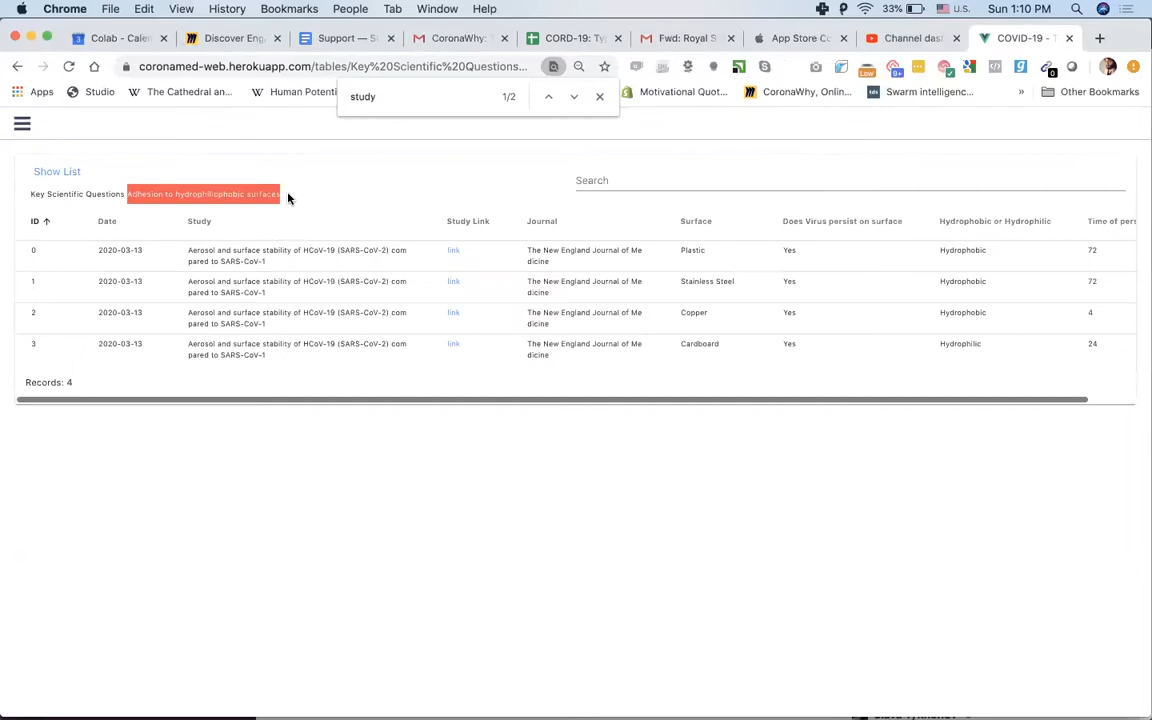 Chrome File Edit View History Bookmarks People Tab Window Help 33% U.S. Sun 1:10 PM
Colab - Calen Discover Eng Support — S CoronaWhy: CORD-19: Ty Fwd: Royal S App Store Co Channel das COVID-19 - T
coronamed-web.herokuapp.com/tables/Key%20Scientific%20Questions... Low 9+ 0
Apps Studio The Cathedral an... Human Potenti Motivational Quot... CoronaWhy, Onlin... Swarm intelligenc... » Other Bookmarks
study 1/2
Show List
Search
Key Scientific Questions Adhesion to hydrophiliophobic surfaces
ID Date Study Study Link Journal Surface Does Virus persist on surface Hydrophobic or Hydrophilic Time of pers
0 2020-03-13 Aerosol and surface stability of HCoV-19 (SARS-CoV-2) com link The New England Journal of Me Plastic Yes Hydrophobic 72
pared to SARS-CoV-1 dicine
1 2020-03-13 Aerosol and surface stability of HCoV-19 (SARS-CoV-2) com link The New England Journal of Me Stainless Steel Yes Hydrophobic 72
pared to SARS-CoV-1 dicine
2 2020-03-13 Aerosol and surface stability of HCoV-19 (SARS-CoV-2) com link The New England Journal of Me Copper Yes Hydrophobic 4
pared to SARS-CoV-1 dicine
3 2020-03-13 Aerosol and surface stability of HCoV-19 (SARS-CoV-2) com link The New England Journal of Me Cardboard Yes Hydrophilic 24
pared to SARS-CoV-1 dicine
Records: 4